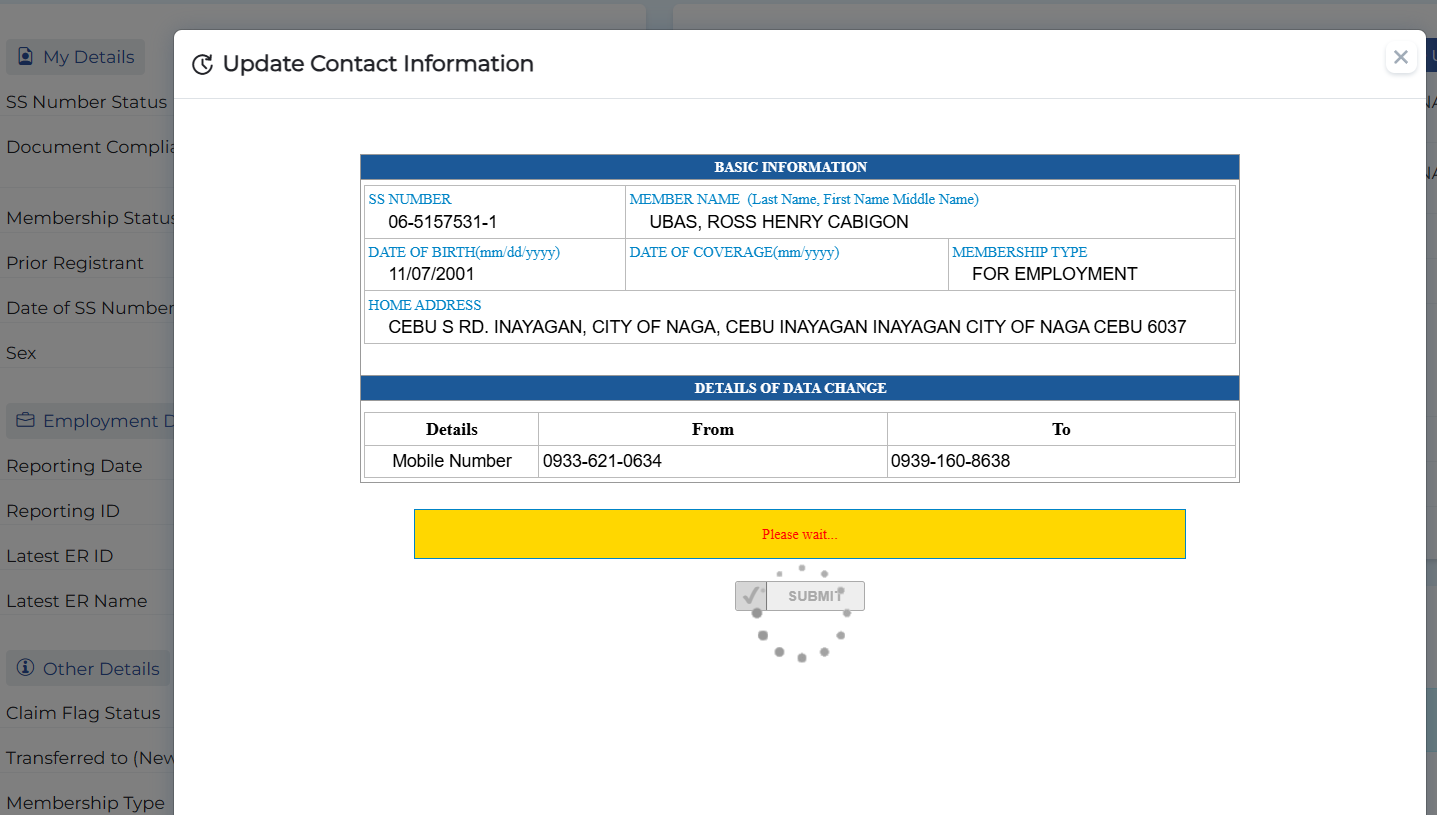 Update Contact Information
My Details
SS Number Status
Document Complia
Membership Status
Prior Registrant
Date of SS Number
Sex
Employment D
Reporting Date
Reporting ID
Latest ER ID
Latest ER Name
Other Details
Claim Flag Status
Transferred to (New
Membership Type
BASIC INFORMATION
SS NUMBER
06-5157531-1
MEMBER NAME (Last Name, First Name Middle Name)
UBAS, ROSS HENRY CABIGON
DATE OF BIRTH(mm/dd/yyyy)
11/07/2001
DATE OF COVERAGE(mm/yyyy)
MEMBERSHIP TYPE
FOR EMPLOYMENT
HOME ADDRESS
CEBU S RD. INAYAGAN, CITY OF NAGA, CEBU INAYAGAN INAYAGAN CITY OF NAGA CEBU 6037
DETAILS OF DATA CHANGE
Details From To
Mobile Number 0933-621-0634 0939-160-8638
Please wait...
SUBMIT